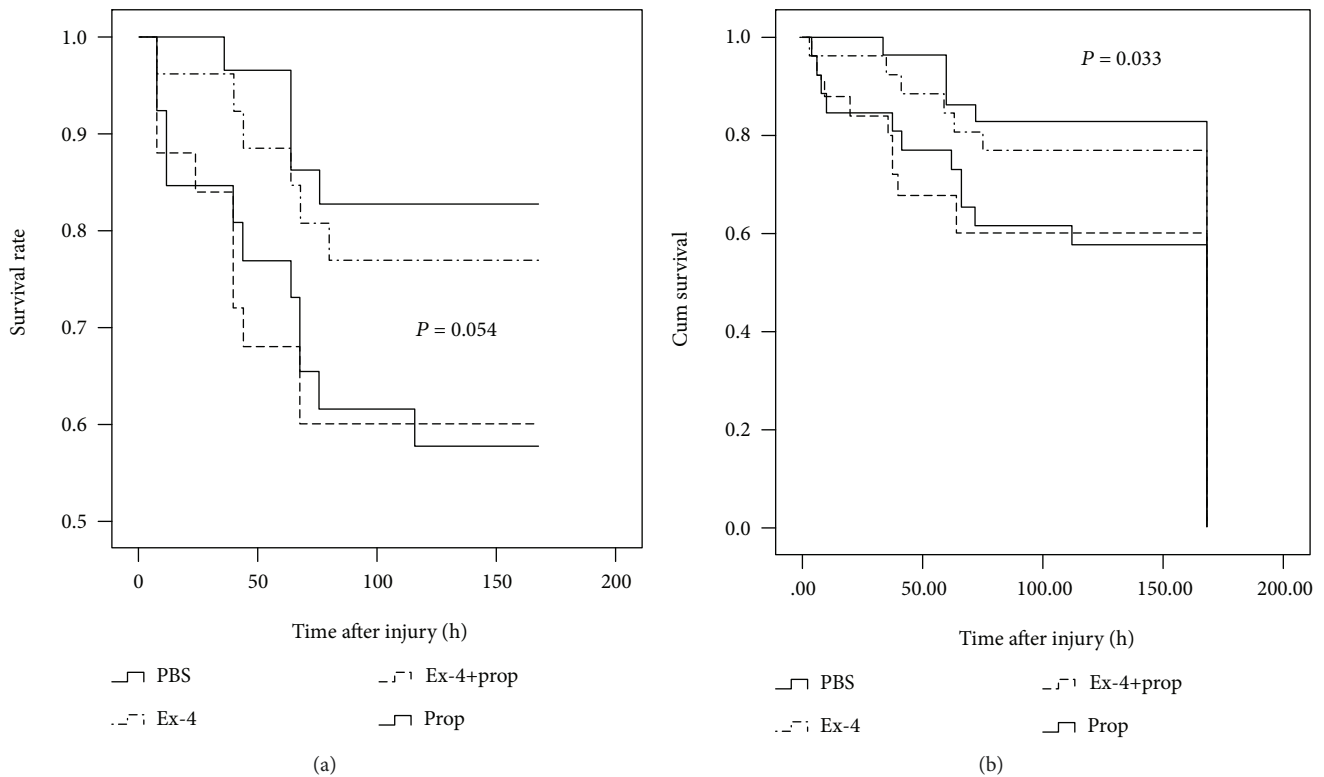 1.0
0.9
0.8
0.7
0.6
0.5
Survival rate
P = 0.054
0 50 100 150 200
Time after injury (h)
PBS Ex-4+prop
Ex-4 Prop
(a)
1.0
0.8
0.6
0.4
0.2
0.0
Cum survival
P = 0.033
.00 50.00 100.00 150.00 200.00
Time after injury (h)
PBS Ex-4+prop
Ex-4 Prop
(b)